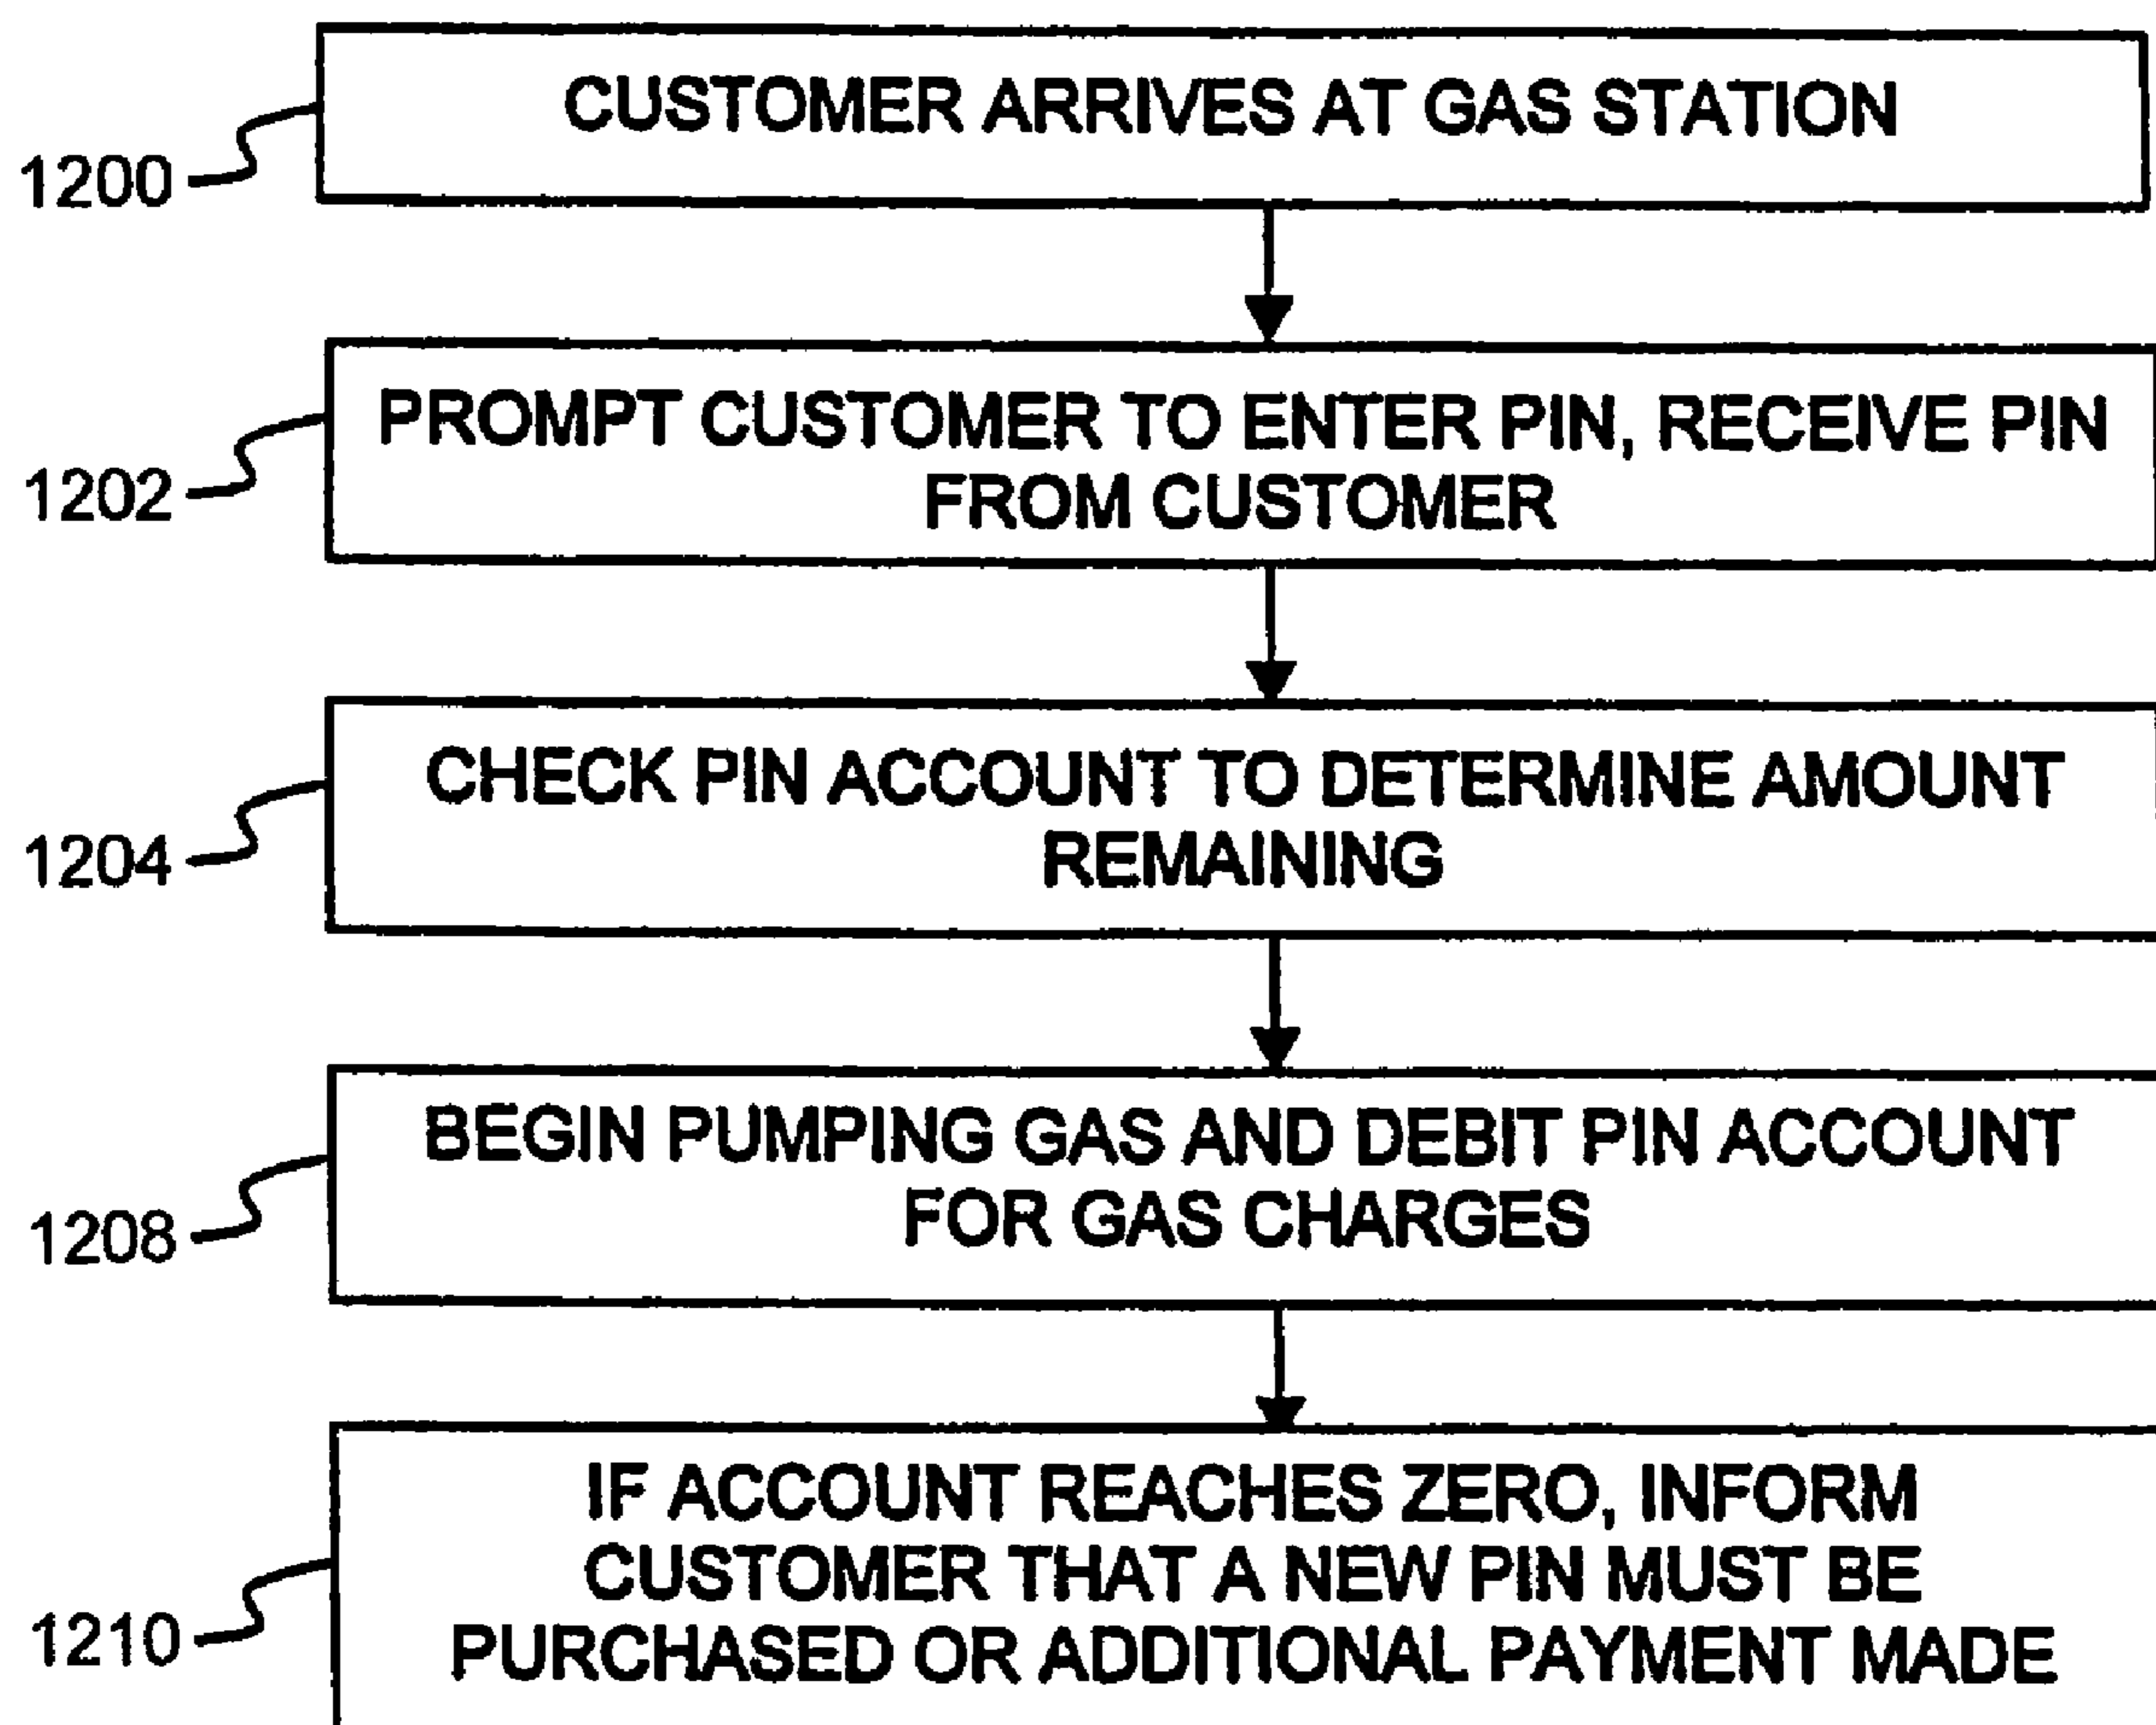 CUSTOMER ARRIVES AT GAS STATION
1200
PROMPT CUSTOMER TO ENTER PIN, RECEIVE PIN
FROM CUSTOMER
1202
CHECK PIN ACCOUNT TO DETERMINE AMOUNT
REMAINING
1204
BEGIN PUMPING GAS AND DEBIT PIN ACCOUNT
FOR GAS CHARGES
1208
IF ACCOUNT REACHES ZERO, INFORM
CUSTOMER THAT A NEW PIN MUST BE
PURCHASED OR ADDITIONAL PAYMENT MADE
1210